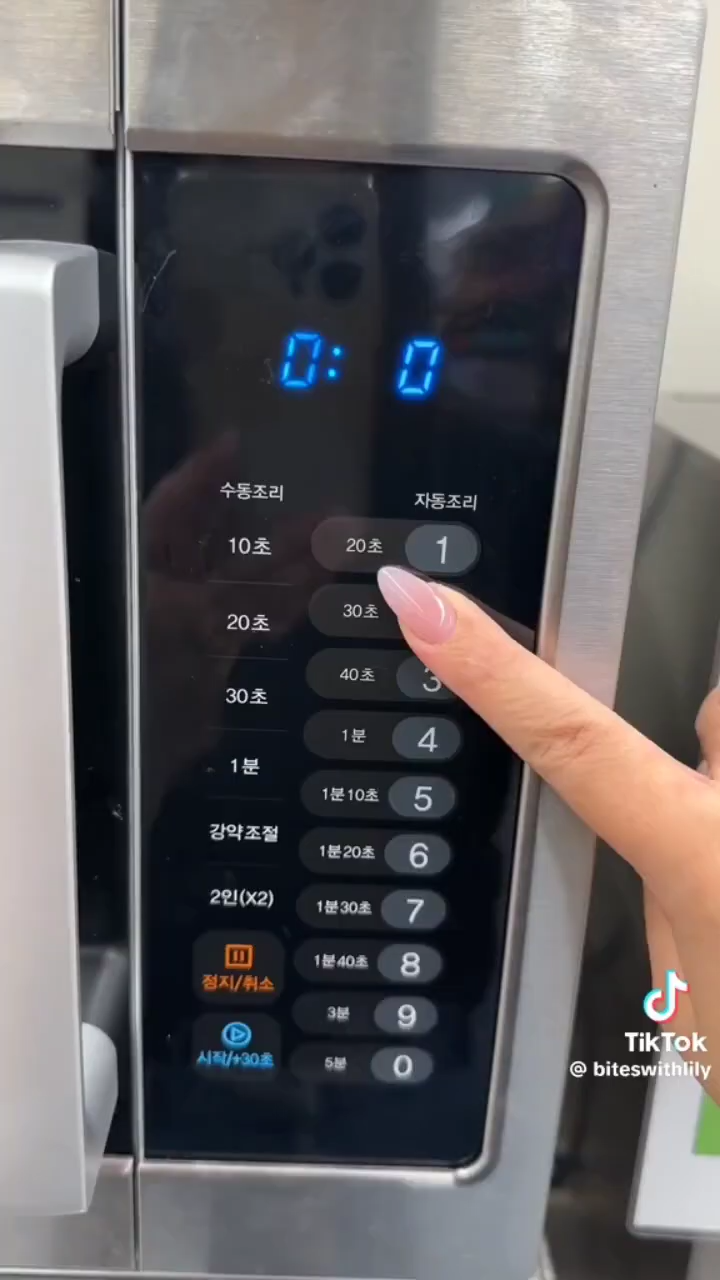 0: 0
수동조리 자동조리
10초
20초 1
20초
30초
30초
40초 3
1분
1분 4
강약조절
1분10초 5
2인(X2)
1분20초 6
1분30초 7
정지/취소
1분40초 8
시작/+30초
3분 9
5분 0
TikTok
@ biteswithlily